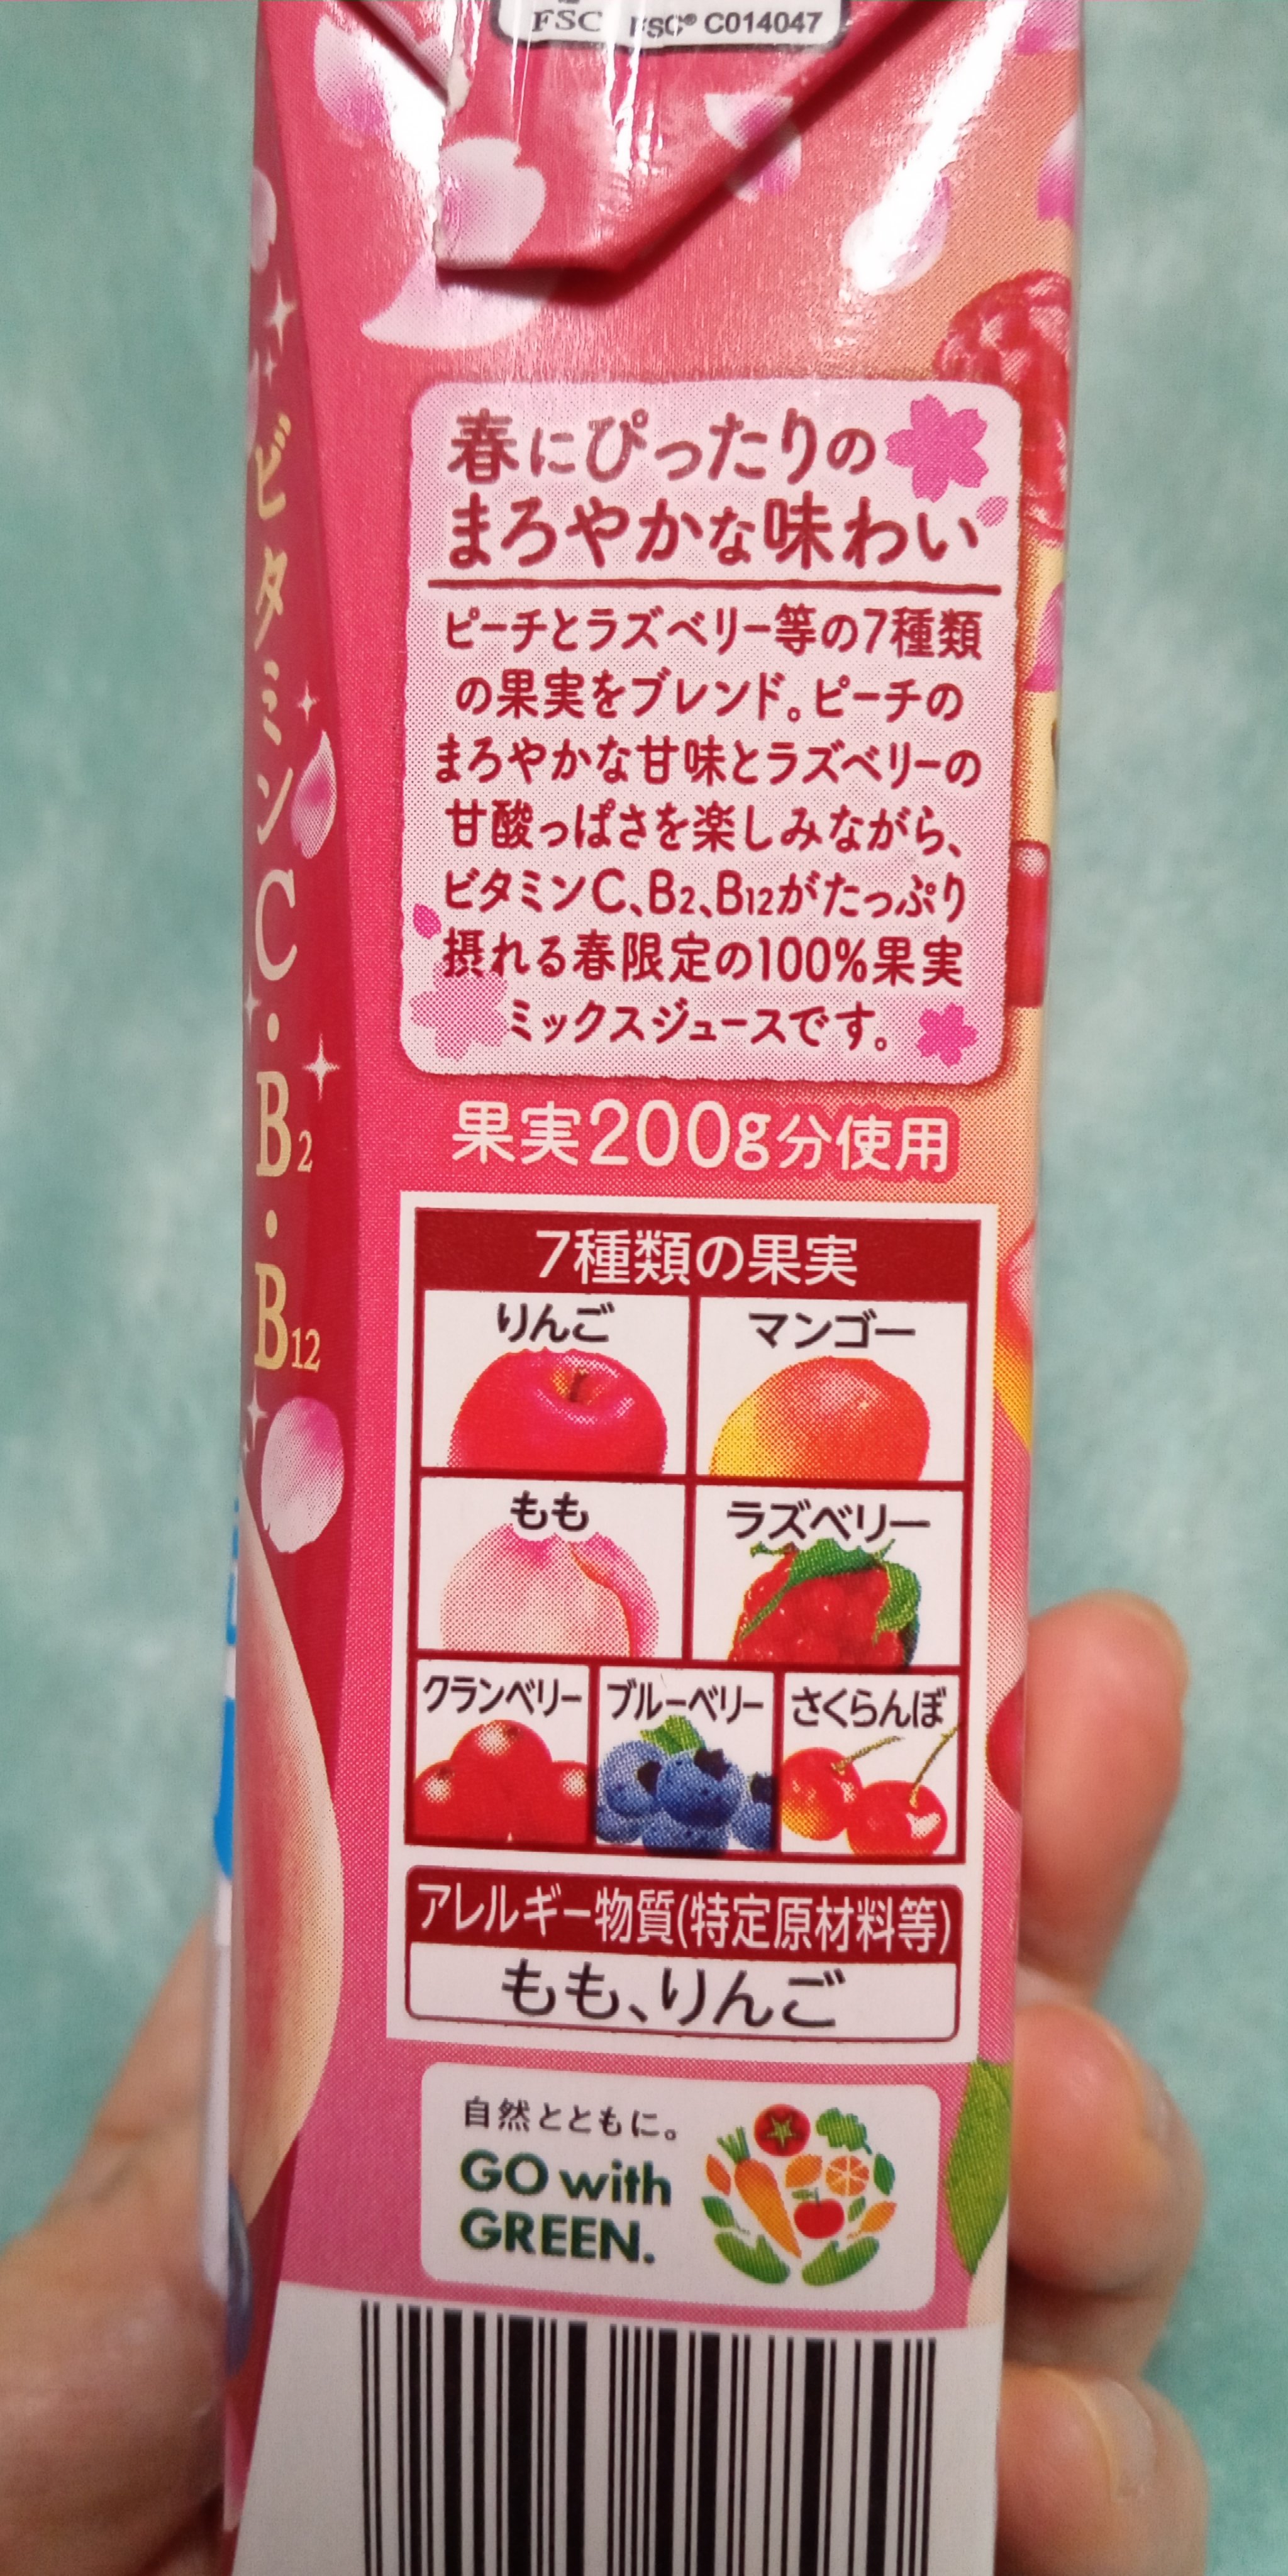 FSC FSC® C014047
ビタミンC・B2・B12
春にぴったりの
まろやかな味わい
ピーチとラズベリー等の7種類
の果実をブレンド。ピーチの
まろやかな甘味とラズベリーの
甘酸っぱさを楽しみながら、
ビタミンC、B2、B12がたっぷり
摂れる春限定の100%果実
ミックスジュースです。
果実200g分使用
7種類の果実
りんご マンゴー
もも ラズベリー
クランベリー ブルーベリー さくらんぼ
アレルギー物質(特定原材料等)
もも、りんご
自然とともに。
GO with
GREEN.